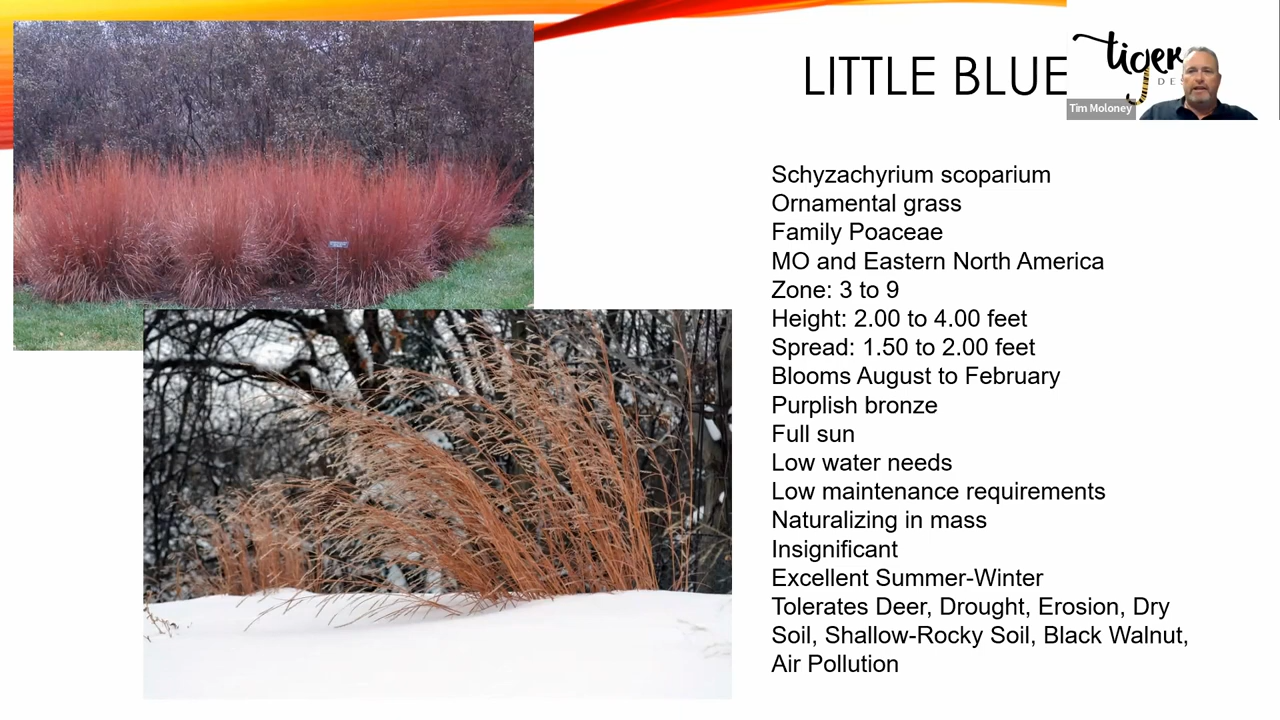 LITTLE BLUE
tiger
DE
Tim Moloney
Schyzachyrium scoparium
Ornamental grass
Family Poaceae
MO and Eastern North America
Zone: 3 to 9
Height: 2.00 to 4.00 feet
Spread: 1.50 to 2.00 feet
Blooms August to February
Purplish bronze
Full sun
Low water needs
Low maintenance requirements
Naturalizing in mass
Insignificant
Excellent Summer-Winter
Tolerates Deer, Drought, Erosion, Dry
Soil, Shallow-Rocky Soil, Black Walnut,
Air Pollution